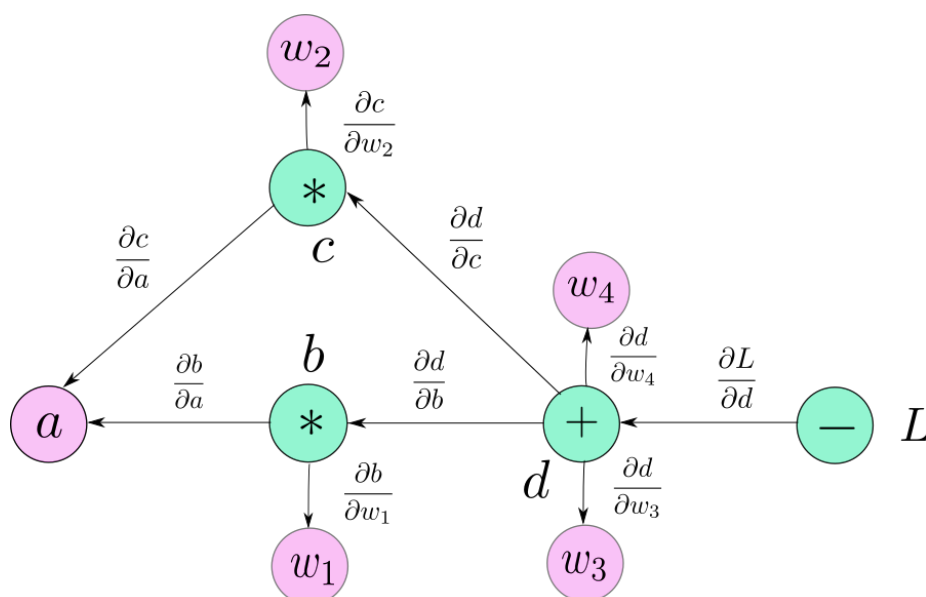 w₂
∂c/∂w₂
*
c
∂c/∂a
∂d/∂c
w₄
b
∂b/∂a
∂d/∂b
∂d/∂w₄
∂L/∂d
a
*
+
−
L
d
∂b/∂w₁
∂d/∂w₃
w₁
w₃